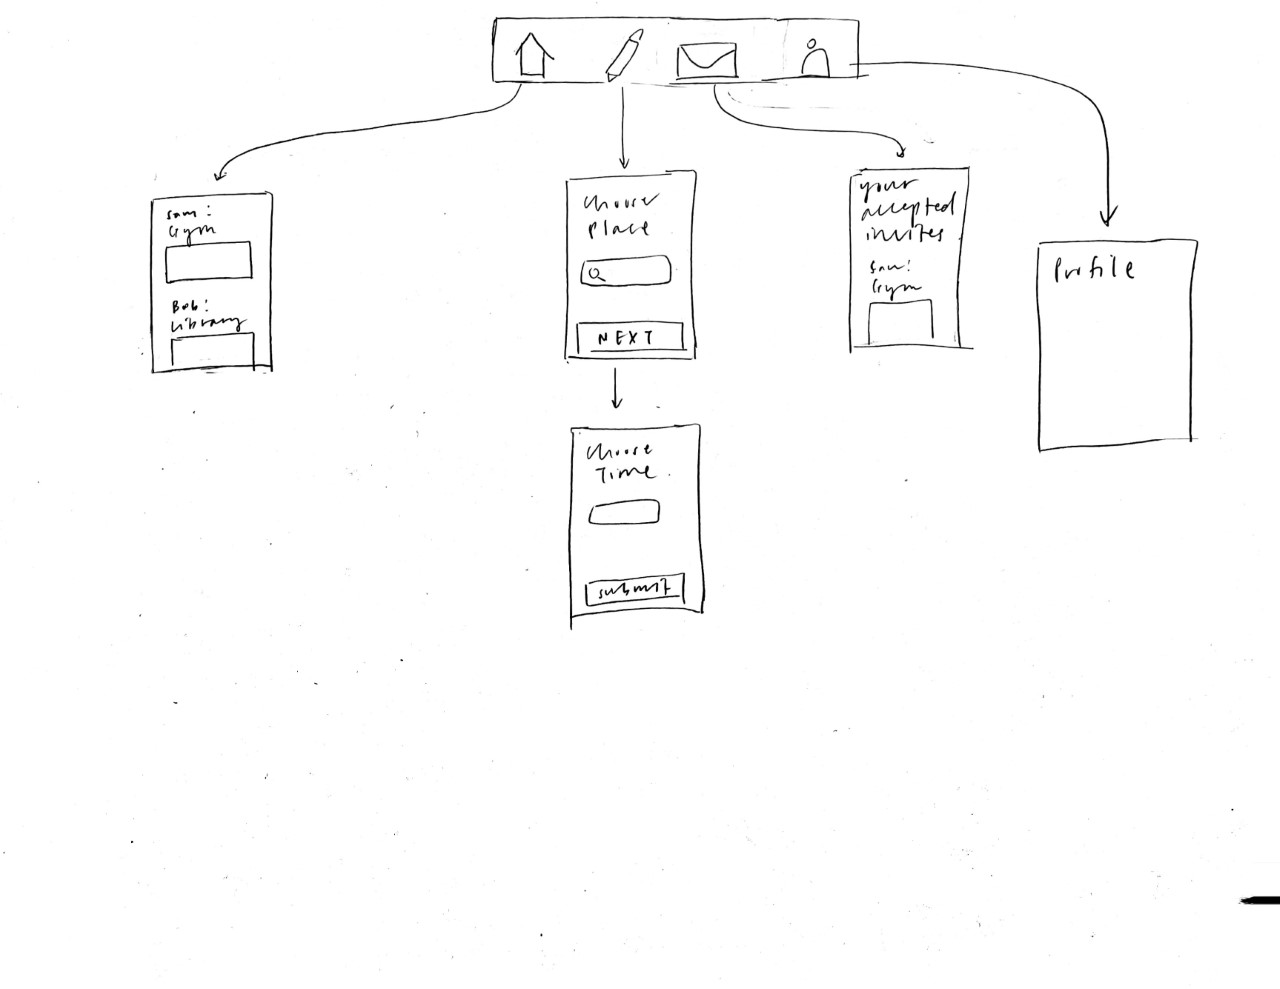 Sam:
Gym
Bob:
Library
Choose
Place
NEXT
Choose
Time
submit
your
accepted
invites
Sam:
Gym
Profile